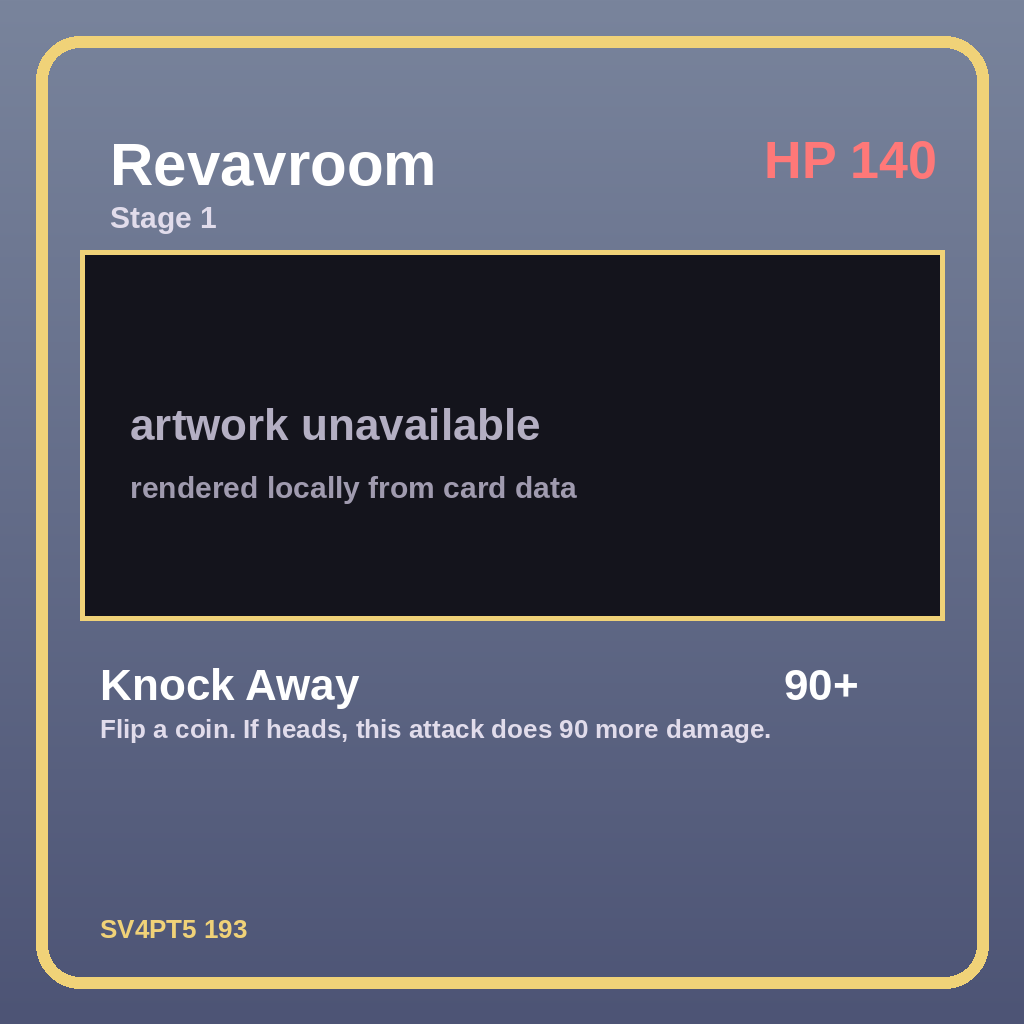 Revavroom
HP 140
Stage 1
artwork unavailable
rendered locally from card data
Knock Away
90+
Flip a coin. If heads, this attack does 90 more damage.
SV4PT5 193